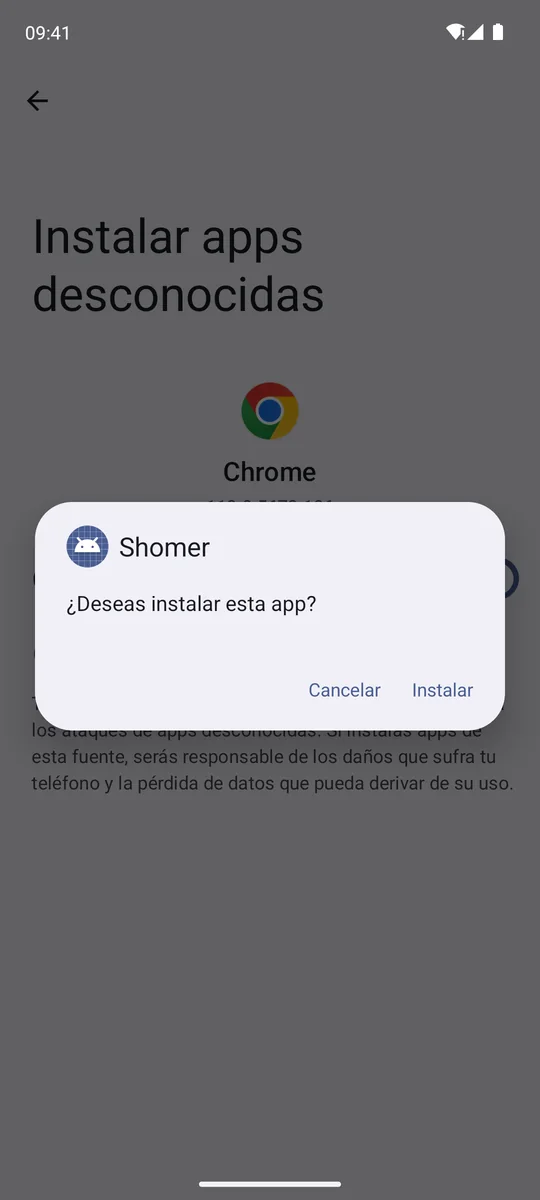 09:41
Instalar apps
desconocidas
Chrome
Shomer
¿Deseas instalar esta app?
Cancelar
Instalar
los ataques de apps desconocidas. Si instalas apps de
esta fuente, serás responsable de los daños que sufra tu
teléfono y la pérdida de datos que pueda derivar de su uso.